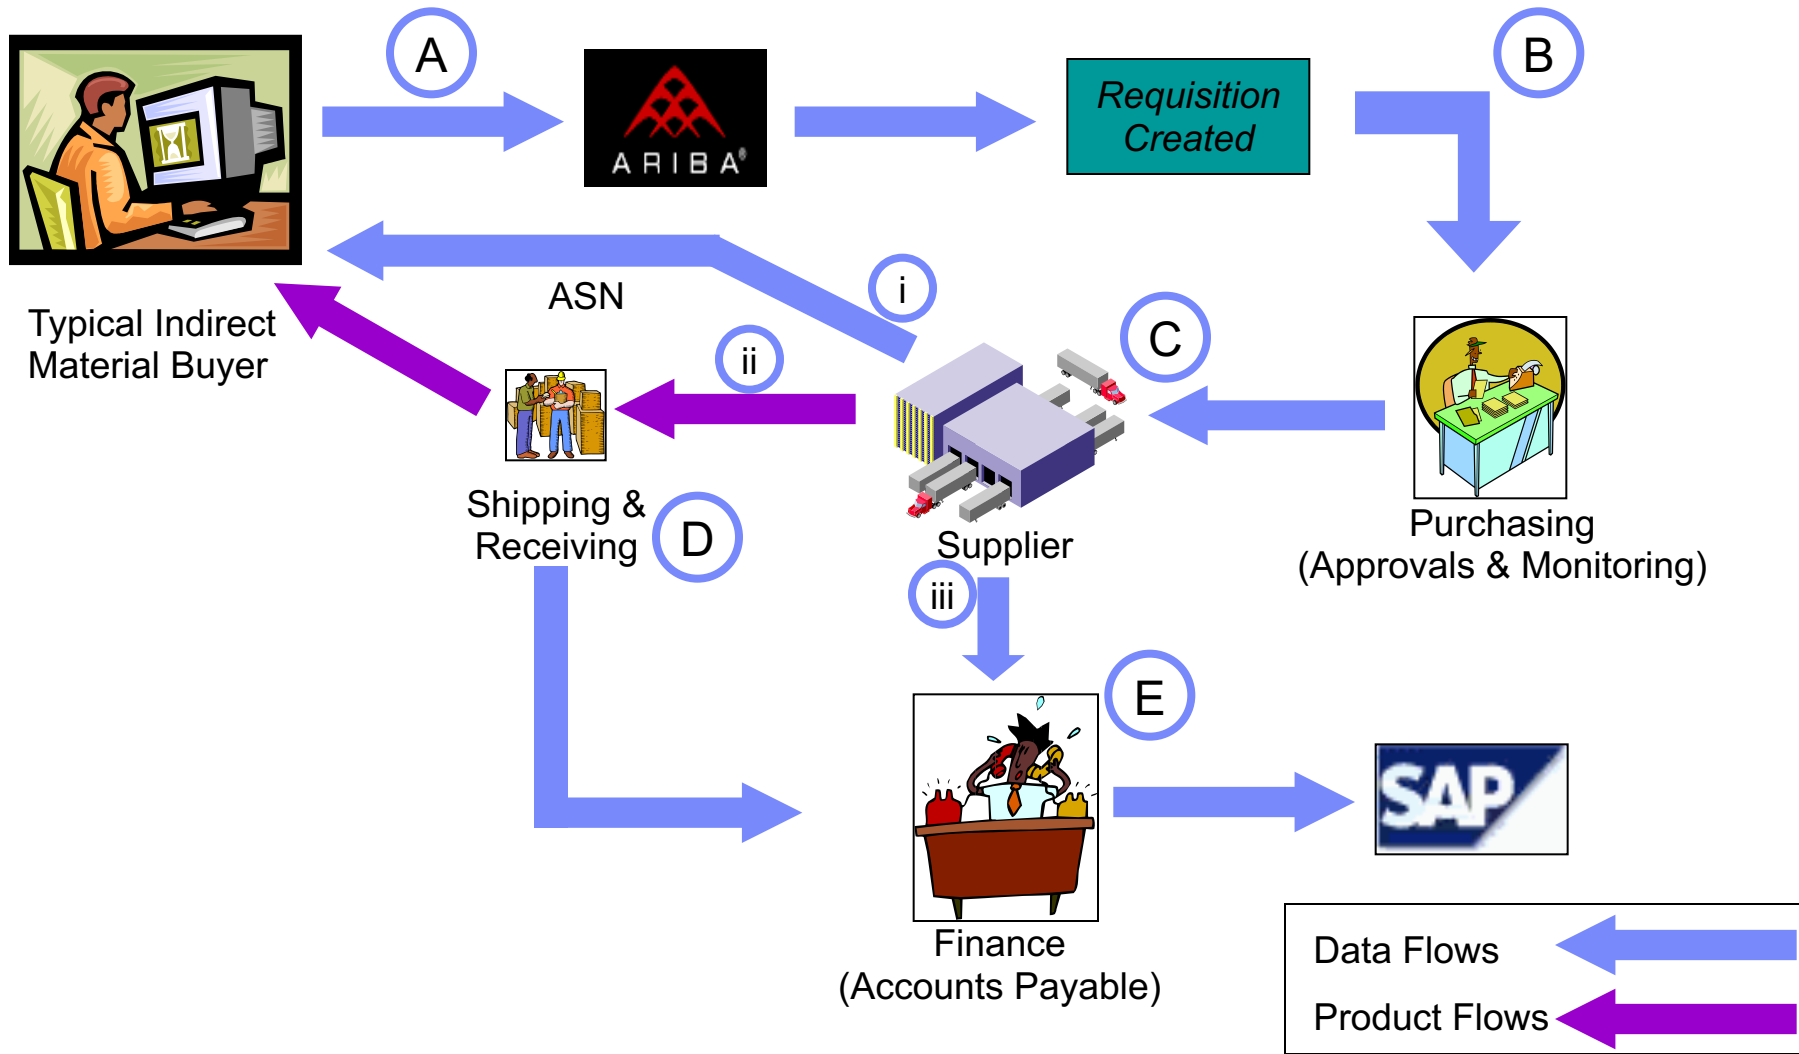 A
B
ARIBA®
Requisition
Created
i
ASN
Typical Indirect
Material Buyer
ii
C
Shipping &
Receiving
D
Supplier
Purchasing
(Approvals & Monitoring)
iii
E
SAP
Finance
(Accounts Payable)
Data Flows
Product Flows